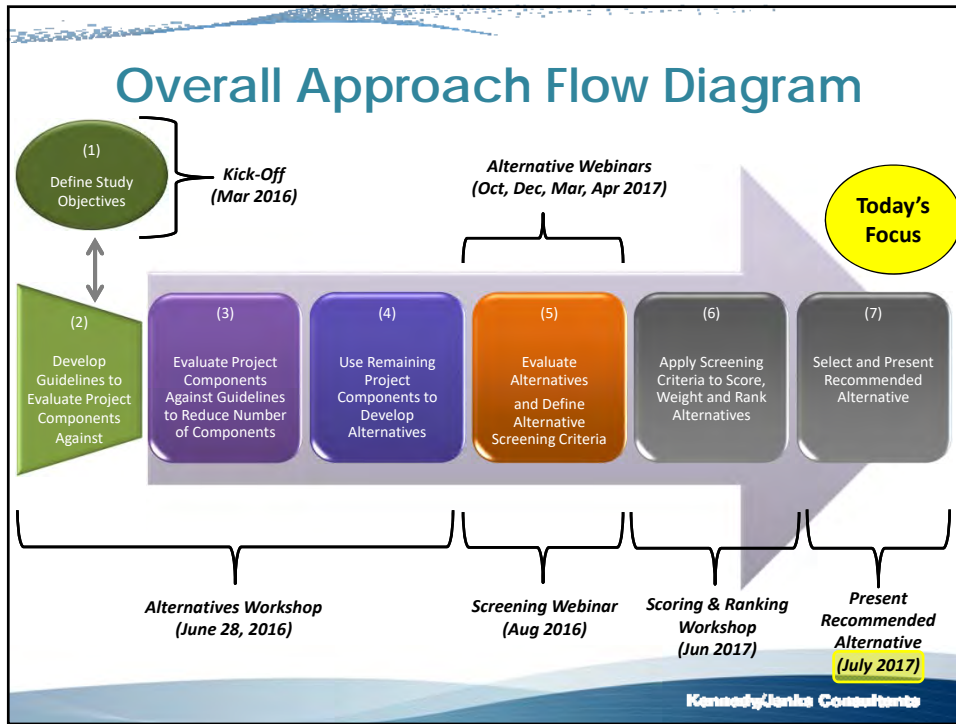 Overall Approach Flow Diagram
(1)
Define Study
Objectives
Kick-Off
(Mar 2016)
Alternative Webinars
(Oct, Dec, Mar, Apr 2017)
Today's
Focus
(2)
Develop
Guidelines to
Evaluate Project
Components
Against
(3)
Evaluate Project
Components
Against Guidelines
to Reduce Number
of Components
(4)
Use Remaining
Project
Components to
Develop
Alternatives
(5)
Evaluate
Alternatives
and Define
Alternative
Screening Criteria
(6)
Apply Screening
Criteria to Score,
Weight and Rank
Alternatives
(7)
Select and Present
Recommended
Alternative
Alternatives Workshop
(June 28, 2016)
Screening Webinar
(Aug 2016)
Scoring & Ranking
Workshop
(Jun 2017)
Present
Recommended
Alternative
(July 2017)
Kennedy/Jenks Consultants